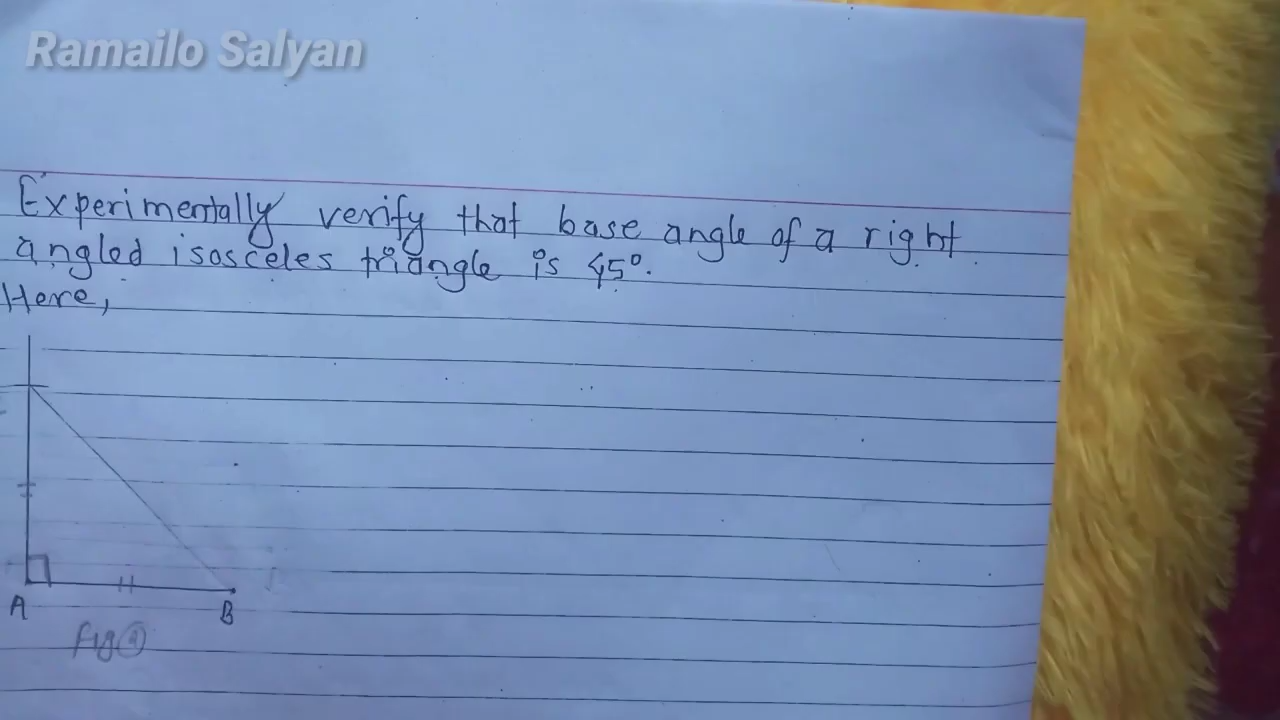 Ramailo Salyan
Experimentally verify that base angle of a right
angled isosceles triangle is 45°.
Here,
A
B
Fig